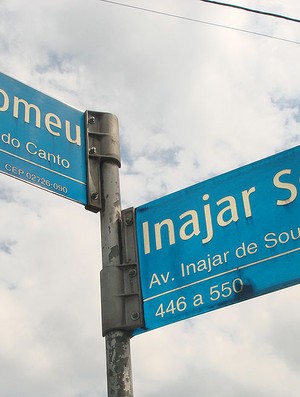 omeu
do Canto
CEP 02726-090
Inajar S
Av. Inajar de Sou
446 a 550